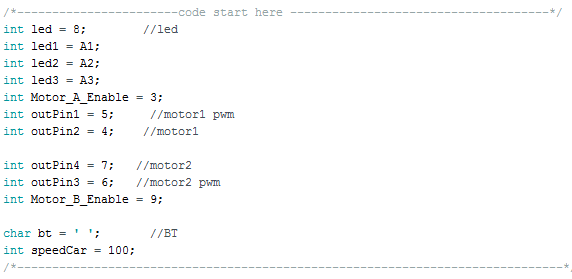 /*-----------------------code start here -------------------------------------*/
int led = 8;        //led
int led1 = A1;
int led2 = A2;
int led3 = A3;
int Motor_A_Enable = 3;
int outPin1 = 5;     //motor1 pwm
int outPin2 = 4;    //motor1
int outPin4 = 7;   //motor2
int outPin3 = 6;   //motor2 pwm
int Motor_B_Enable = 9;
char bt = ' ';       //BT
int speedCar = 100;
/*------------------------------------------------------------------------------*